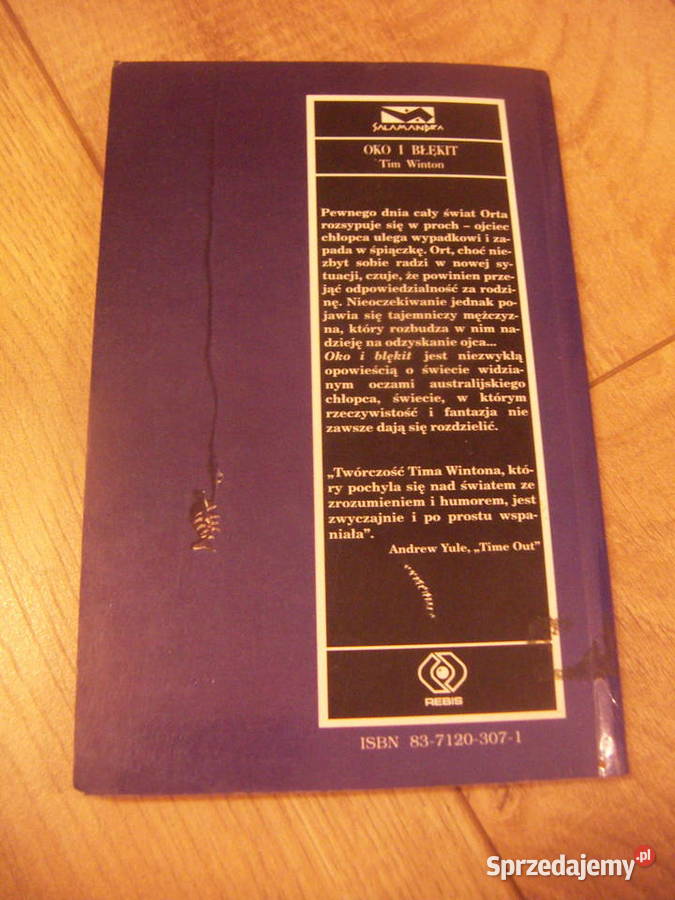 SALAMANDRA
OKO I BŁĘKIT
Tim Winton
Pewnego dnia cały świat Orta
rozsypuje się w proch – ojciec
chłopca ulega wypadkowi i za-
pada w śpiączkę. Ort, choć nie-
zbyt sobie radzi w nowej sy-
tuacji, czuje, że powinien prze-
jąć odpowiedzialność za rodzi-
nę. Nieoczekiwanie jednak po-
jawia się tajemniczy mężczyz-
na, który rozbudza w nim na-
dzieję na odzyskanie ojca...
Oko i błękit jest niezwykłą
opowieścią o świecie widzia-
nym oczami australijskiego
chłopca, świecie, w którym
rzeczywistość i fantazja nie
zawsze dają się rozdzielić.
„Twórczość Tima Wintona, któ-
ry pochyla się nad światem ze
zrozumieniem i humorem, jest
zwyczajnie i po prostu wspa-
niała”.
Andrew Yule, „Time Out”
REBIS
ISBN 83-7120-307-1
Sprzedajemy.pl